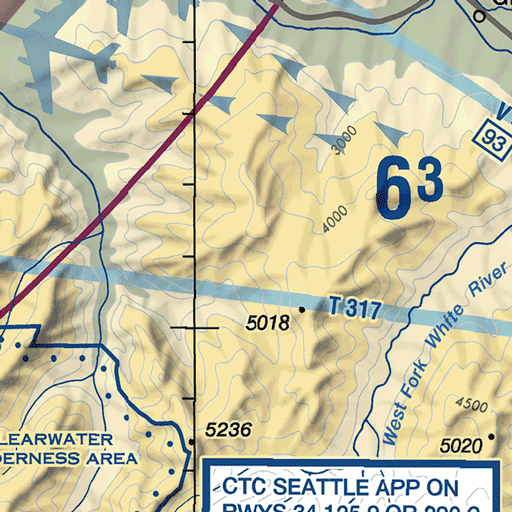 V
93
3000
6³
4000
5018
T 317
West Fork White River
4500
5236
5020
LEARWATER
DERNESS AREA
CTC SEATTLE APP ON